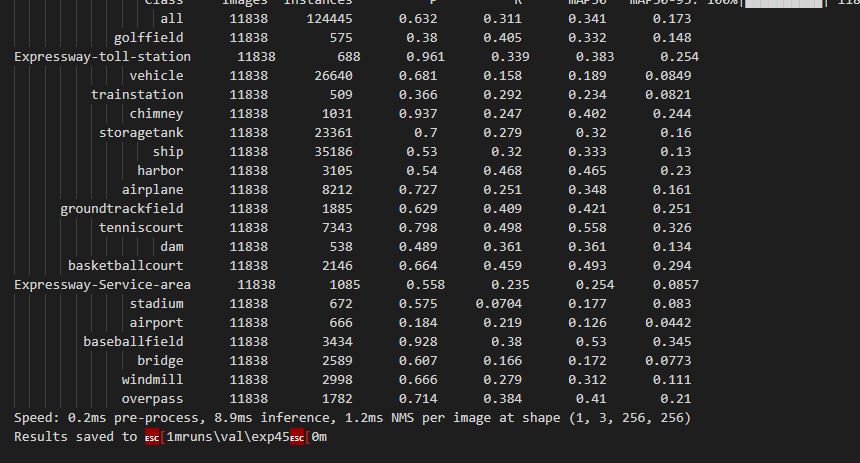 Class Images Instances P R mAP50 mAP50-95: 100%
all 11838 124445 0.632 0.311 0.341 0.173
golffield 11838 575 0.38 0.405 0.332 0.148
Expressway-toll-station 11838 688 0.961 0.339 0.383 0.254
vehicle 11838 26640 0.681 0.158 0.189 0.0849
trainstation 11838 509 0.366 0.292 0.234 0.0821
chimney 11838 1031 0.937 0.247 0.402 0.244
storagetank 11838 23361 0.7 0.279 0.32 0.16
ship 11838 35186 0.53 0.32 0.333 0.13
harbor 11838 3105 0.54 0.468 0.465 0.23
airplane 11838 8212 0.727 0.251 0.348 0.161
groundtrackfield 11838 1885 0.629 0.409 0.421 0.251
tenniscourt 11838 7343 0.798 0.498 0.558 0.326
dam 11838 538 0.489 0.361 0.361 0.134
basketballcourt 11838 2146 0.664 0.459 0.493 0.294
Expressway-Service-area 11838 1085 0.558 0.235 0.254 0.0857
stadium 11838 672 0.575 0.0704 0.177 0.083
airport 11838 666 0.184 0.219 0.126 0.0442
baseballfield 11838 3434 0.928 0.38 0.53 0.345
bridge 11838 2589 0.607 0.166 0.172 0.0773
windmill 11838 2998 0.666 0.279 0.312 0.111
overpass 11838 1782 0.714 0.384 0.41 0.21
Speed: 0.2ms pre-process, 8.9ms inference, 1.2ms NMS per image at shape (1, 3, 256, 256)
Results saved to ESC[1mruns\val\exp45ESC[0m